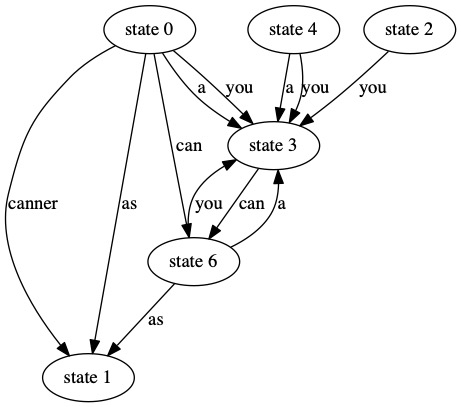 state 0
state 4
state 2
a
you
a
you
you
state 3
can
canner
as
you
can
a
state 6
as
state 1